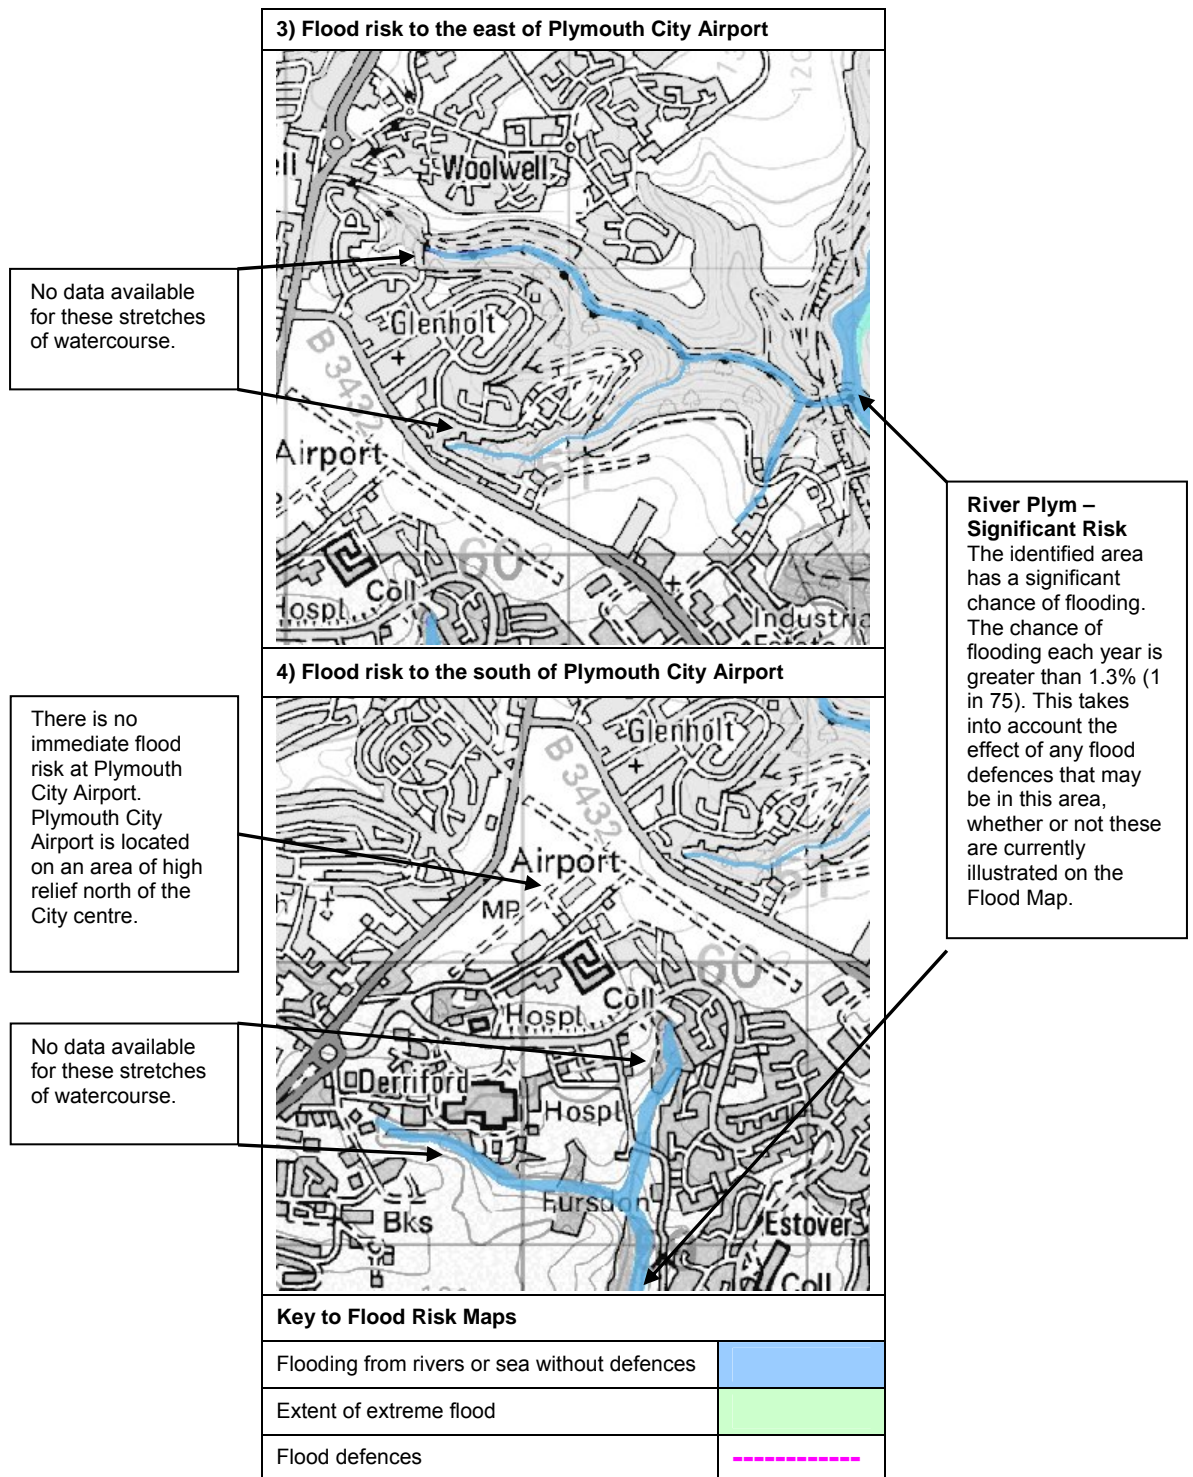 3) Flood risk to the east of Plymouth City Airport
Woolwell
Glenholt
B 3432
Airport
51
60
Coll
Hospl
Industria
120
No data available
for these stretches
of watercourse.
River Plym –
Significant Risk
The identified area
has a significant
chance of flooding.
The chance of
flooding each year is
greater than 1.3% (1
in 75). This takes
into account the
effect of any flood
defences that may
be in this area,
whether or not these
are currently
illustrated on the
Flood Map.
4) Flood risk to the south of Plymouth City Airport
There is no
immediate flood
risk at Plymouth
City Airport.
Plymouth City
Airport is located
on an area of high
relief north of the
City centre.
Glenholt
B 3432
Airport
MP
60
Coll
Hospl
Derriford
Hospl
Fursdon
Bks
Estover
Coll
No data available
for these stretches
of watercourse.
Key to Flood Risk Maps
Flooding from rivers or sea without defences
Extent of extreme flood
Flood defences